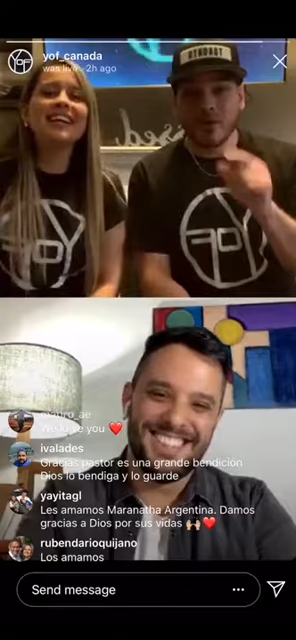 yof_canada
was live · 2h ago
YOF
essed
YOF
YOF
We love you ❤️
ivalades
Gracias pastor es una grande bendición
Dios lo bendiga y lo guarde
yayitagl
Les amamos Maranatha Argentina. Damos
gracias a Dios por sus vidas 🙌🏻❤️
rubendarioquijano
Los amamos
Send message